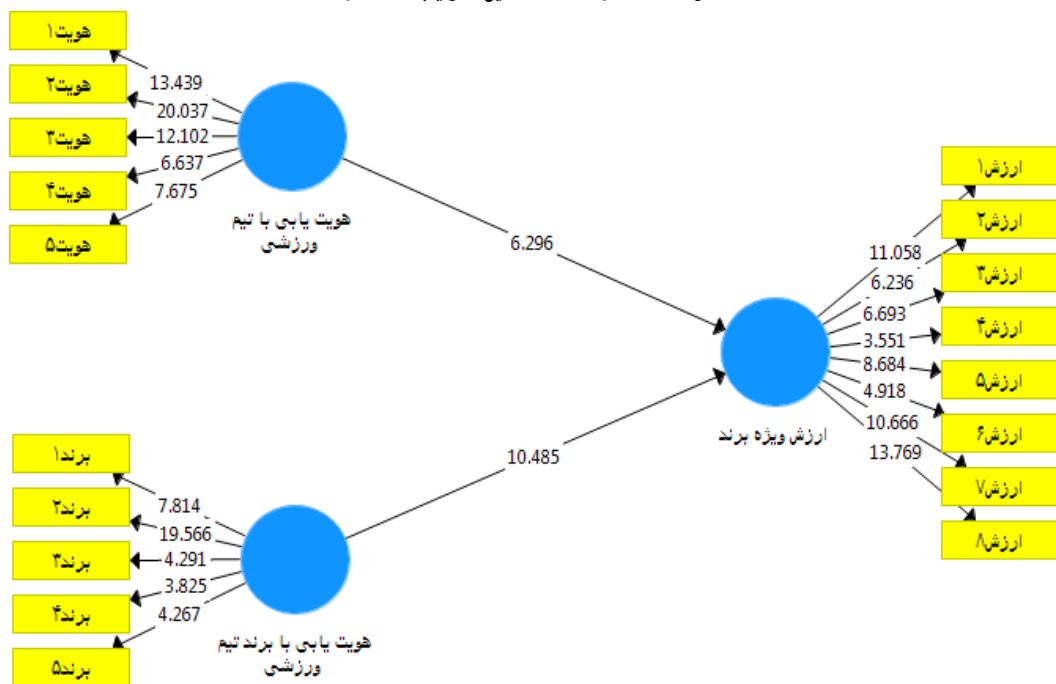 هویت۱
هویت۲
هویت۳
هویت۴
هویت۵
13.439
20.037
12.102
6.637
7.675
هویت یابی با تیم
ورزشی
6.296
برند۱
برند۲
برند۳
برند۴
برند۵
7.814
19.566
4.291
3.825
4.267
هویت یابی با برند تیم
ورزشی
10.485
ارزش ویژه برند
11.058
6.236
6.693
3.551
8.684
4.918
10.666
13.769
ارزش۱
ارزش۲
ارزش۳
ارزش۴
ارزش۵
ارزش۶
ارزش۷
ارزش۸